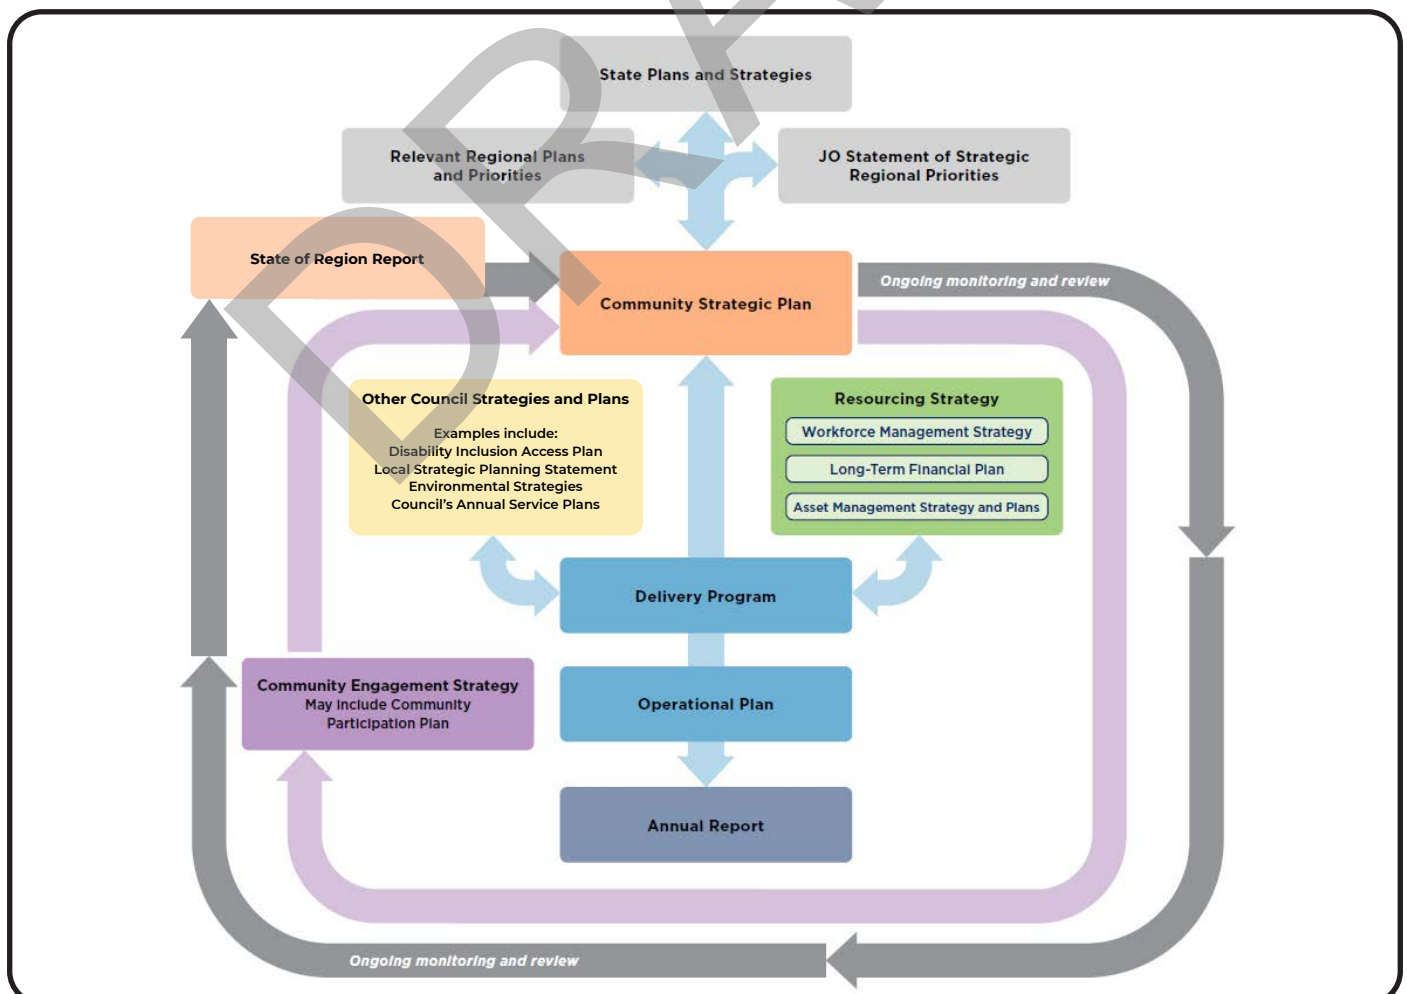 State Plans and Strategies
Relevant Regional Plans
and Priorities
JO Statement of Strategic
Regional Priorities
State of Region Report
Community Strategic Plan
Ongoing monitoring and review
Other Council Strategies and Plans
Examples include:
Disability Inclusion Access Plan
Local Strategic Planning Statement
Environmental Strategies
Council's Annual Service Plans
Resourcing Strategy
Workforce Management Strategy
Long-Term Financial Plan
Asset Management Strategy and Plans
Delivery Program
Community Engagement Strategy
May Include Community
Participation Plan
Operational Plan
Annual Report
Ongoing monitoring and review